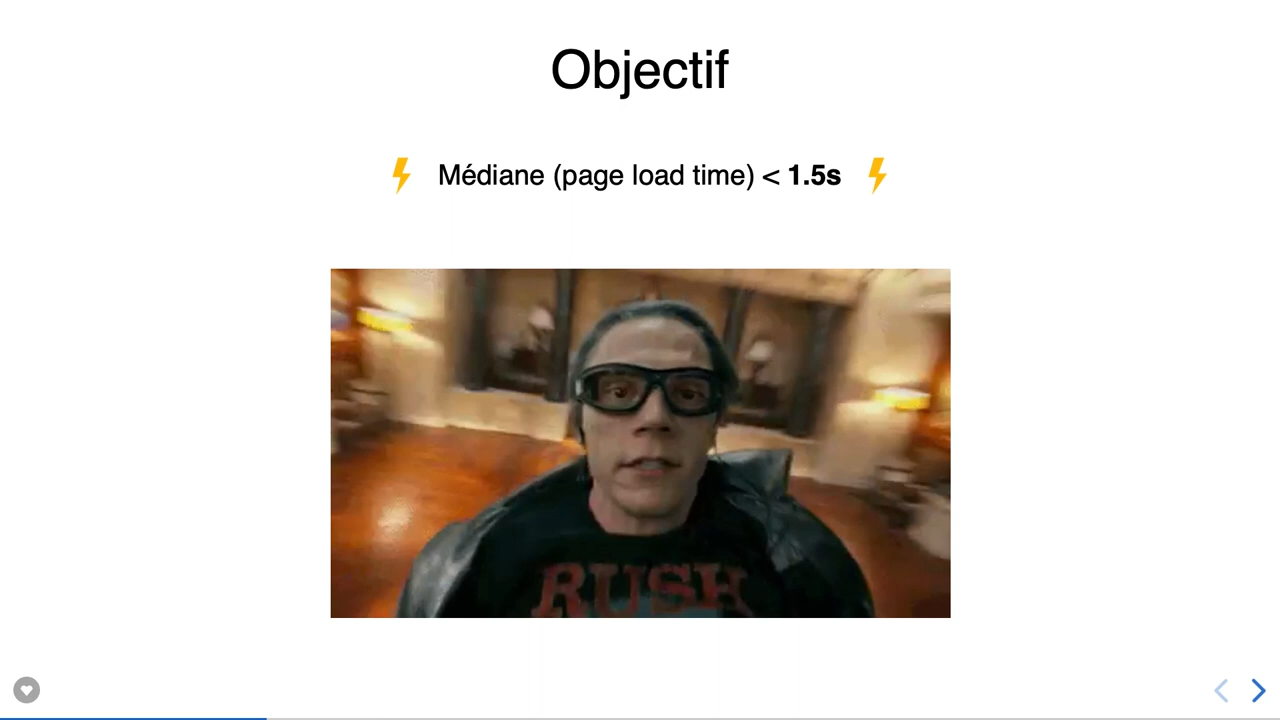 Objectif
⚡ Médiane (page load time) < 1.5s ⚡
RUSH